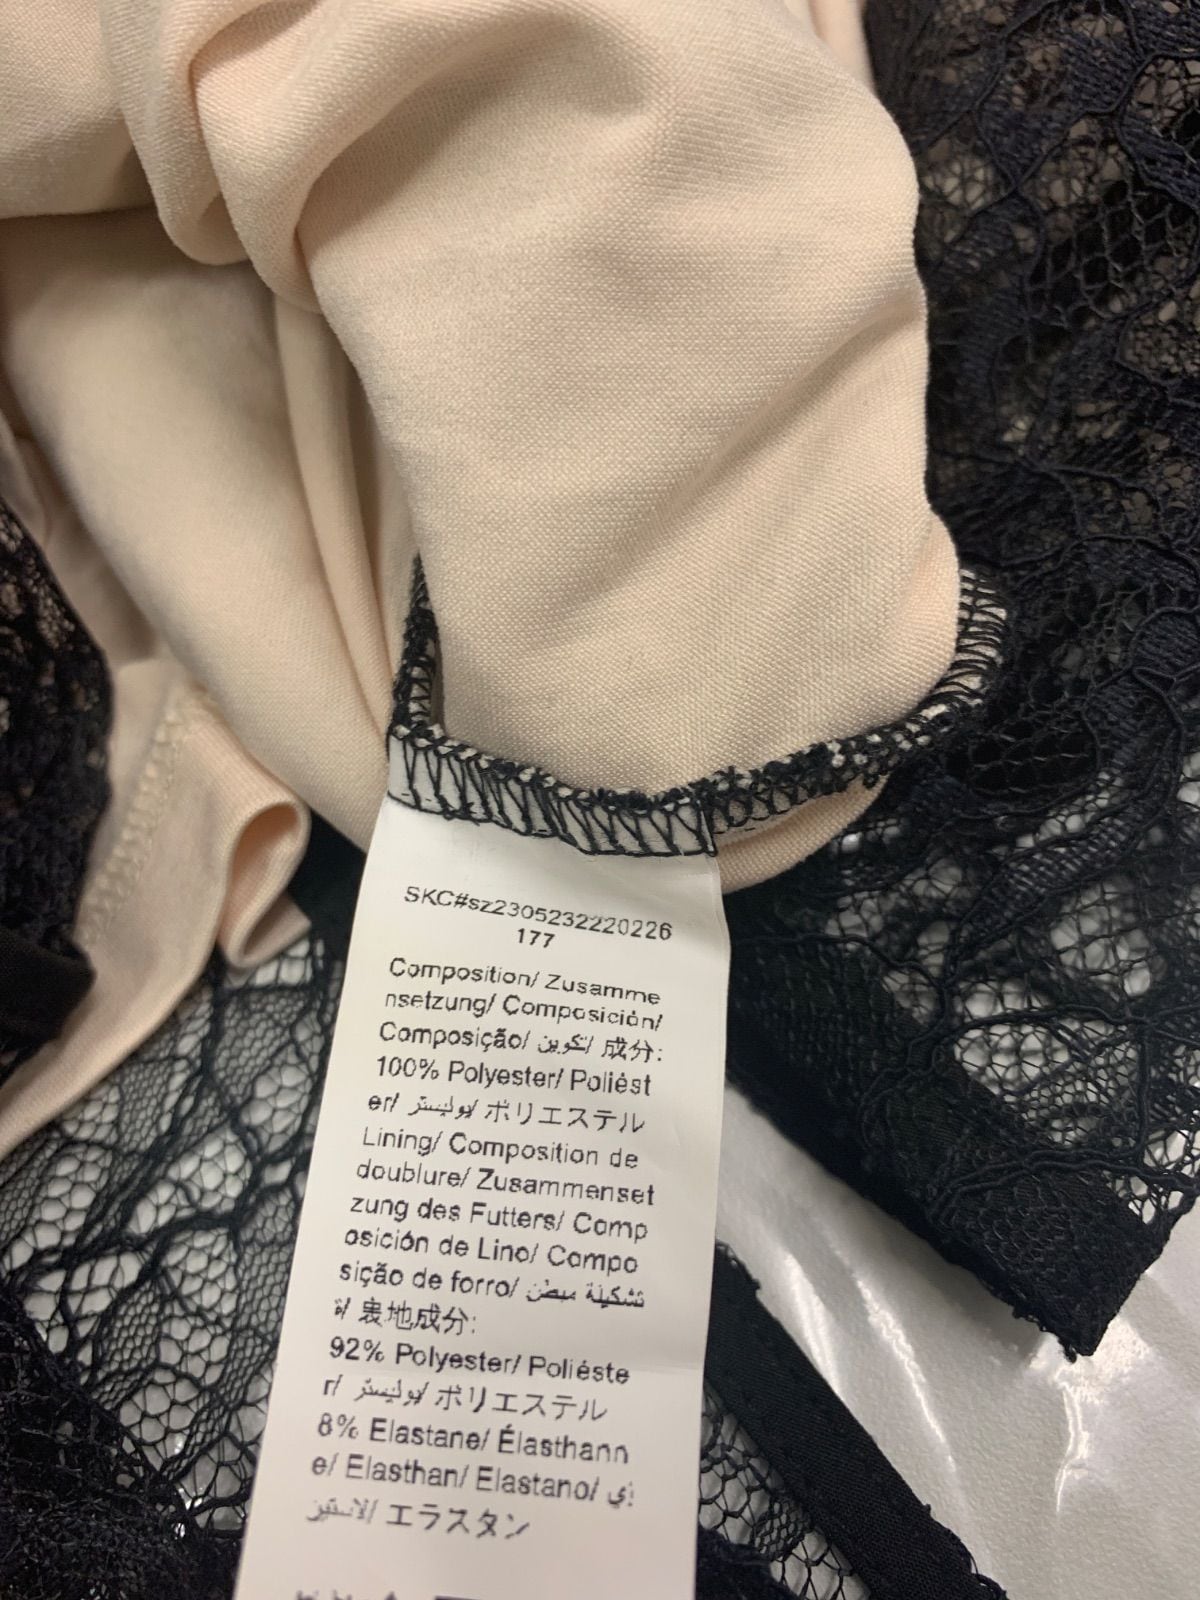 SKC#sz2305232220226
177
Composition/ Zusamme
nsetzung/ Composición/
Composição/ تكوين/ 成分:
100% Polyester/ Poliést
er/ بوليستر/ ポリエステル
Lining/ Composition de
doublure/ Zusammenset
zung des Futters/ Comp
osición de Lino/ Compo
sição de forro/ تشكيلة مبطن
ة/ 裏地成分:
92% Polyester/ Poliéste
r/ بوليستر/ ポリエステル
8% Elastane/ Élasthann
e/ Elasthan/ Elastano/ إي
لاستين/ エラスタン